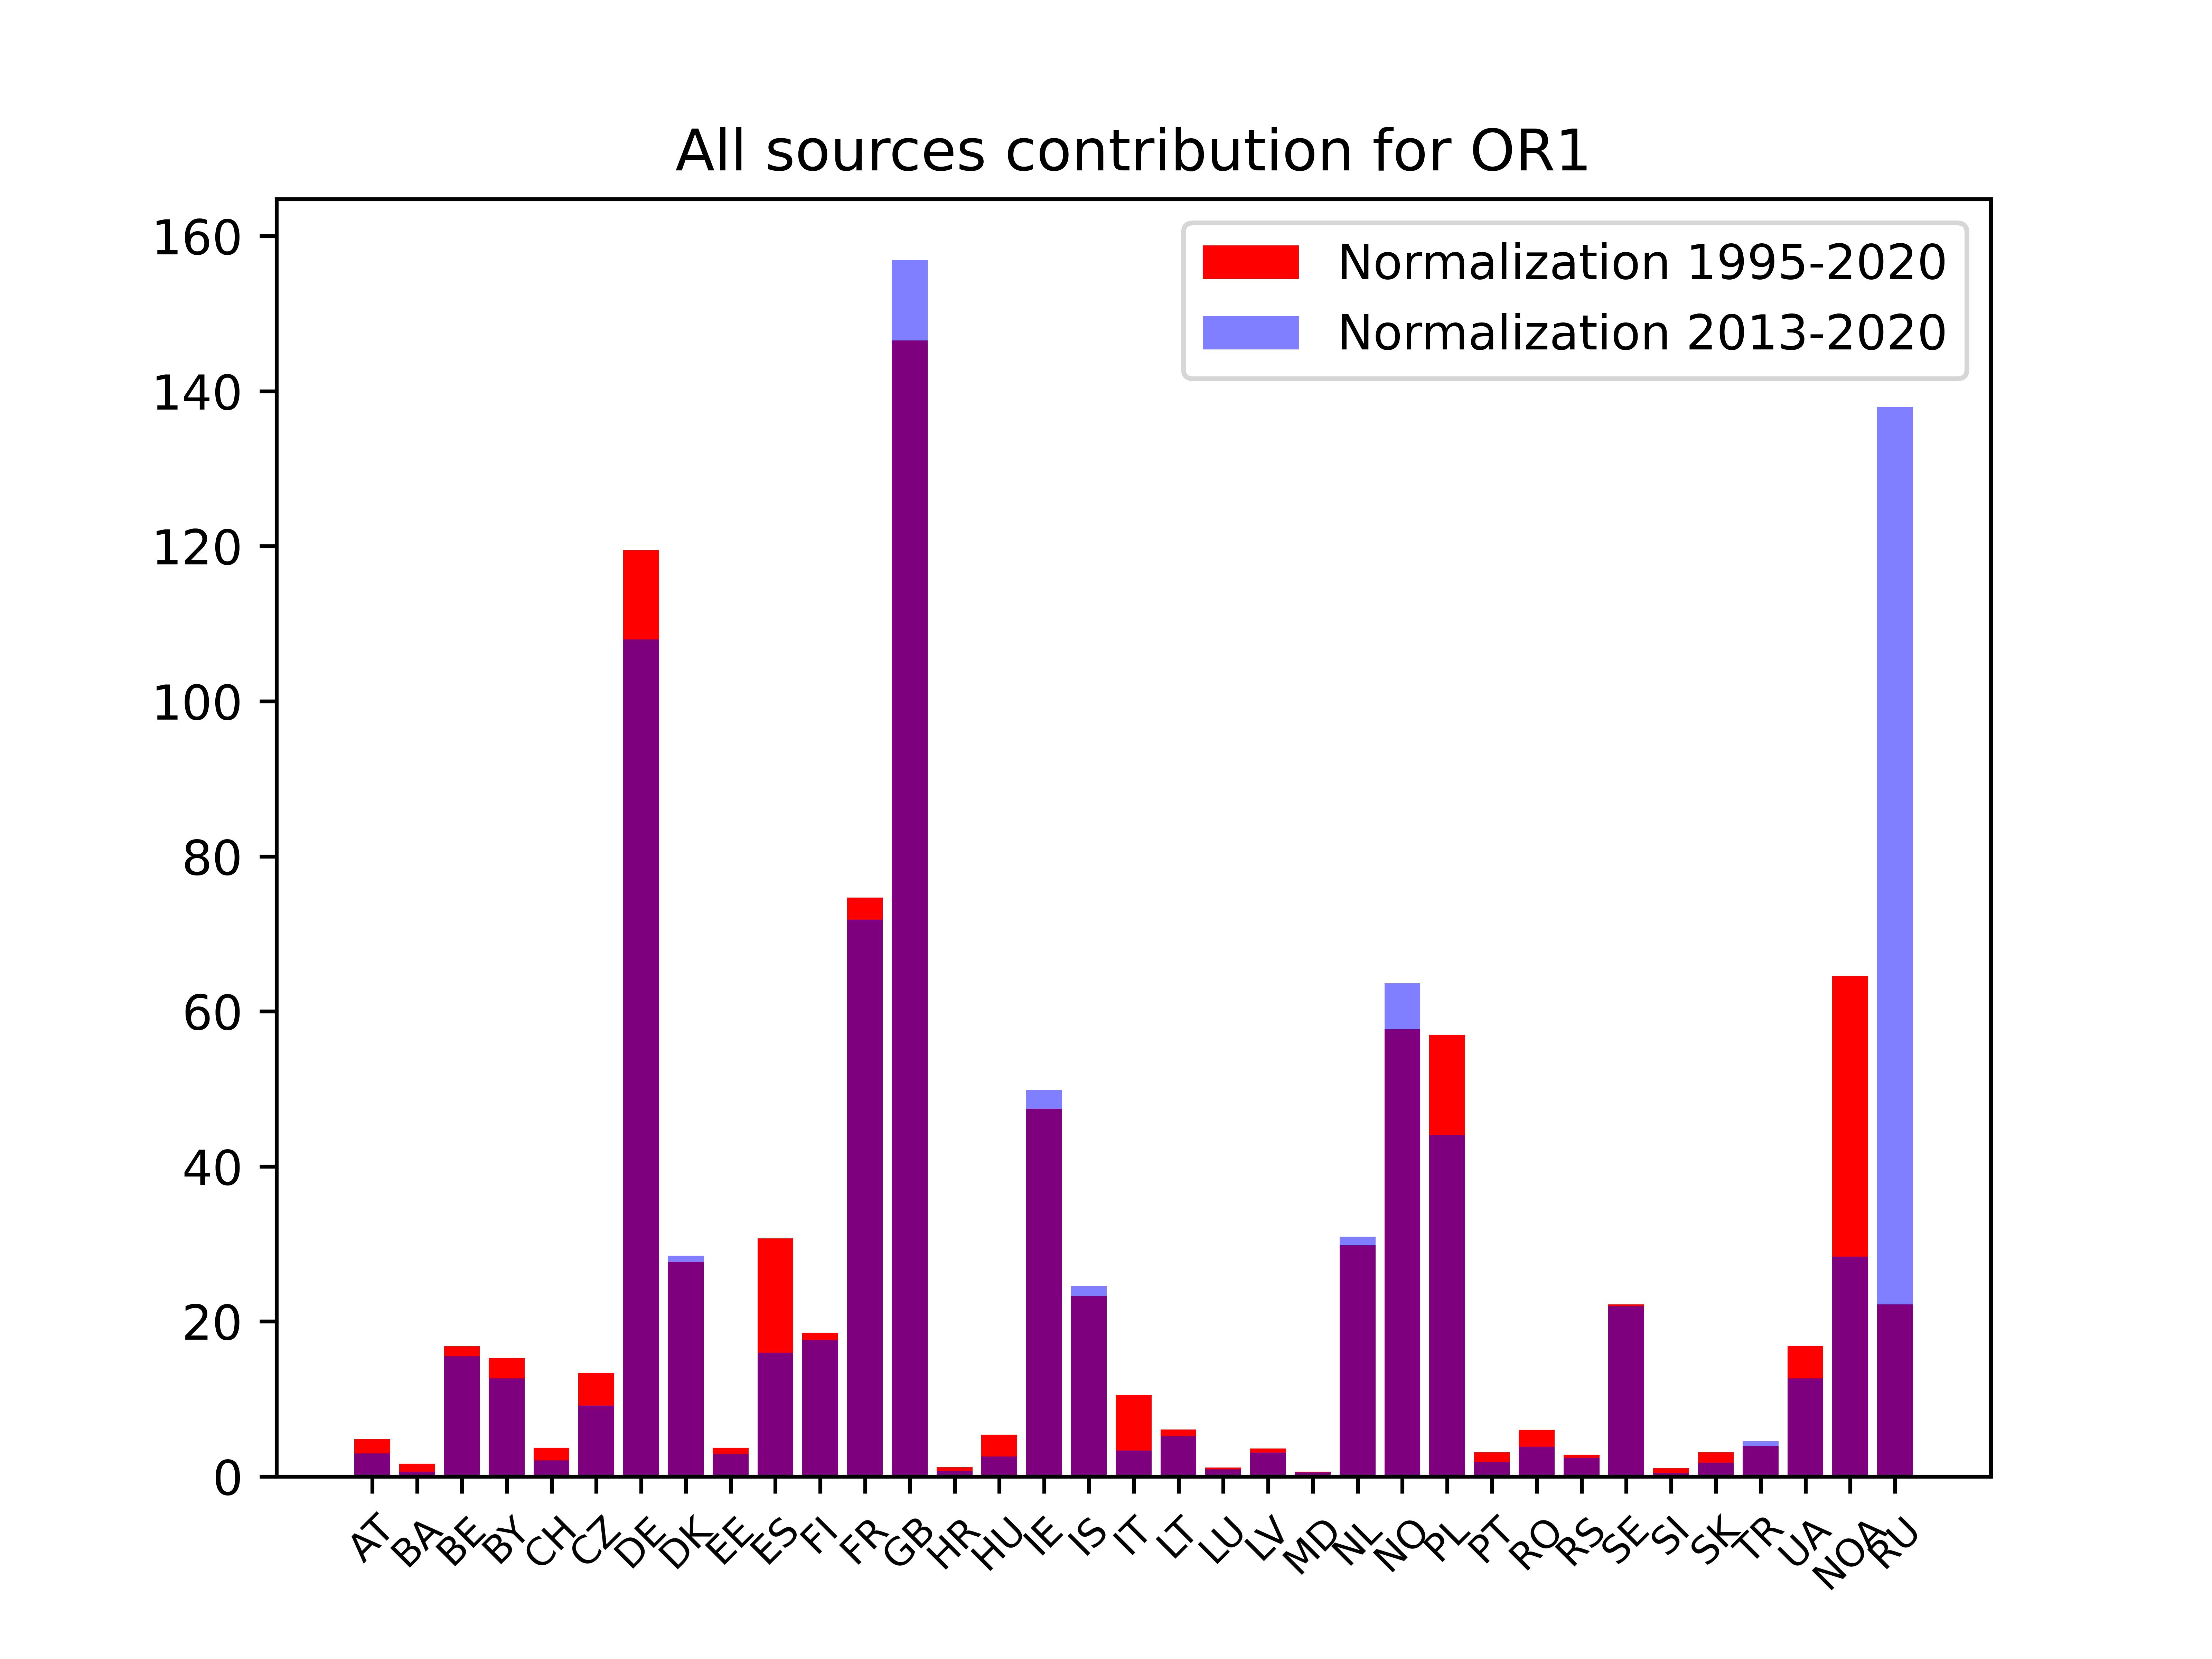 All sources contribution for OR1
160
140
120
100
80
60
40
20
0
Normalization 1995-2020
Normalization 2013-2020
AT
BA
BE
BY
CH
CZ
DE
DK
EE
ES
FI
FR
GB
HR
HU
IE
IS
IT
LT
LU
LV
MD
NL
NO
PL
PT
RO
RS
SE
SI
SK
TR
UA
NOA
RU